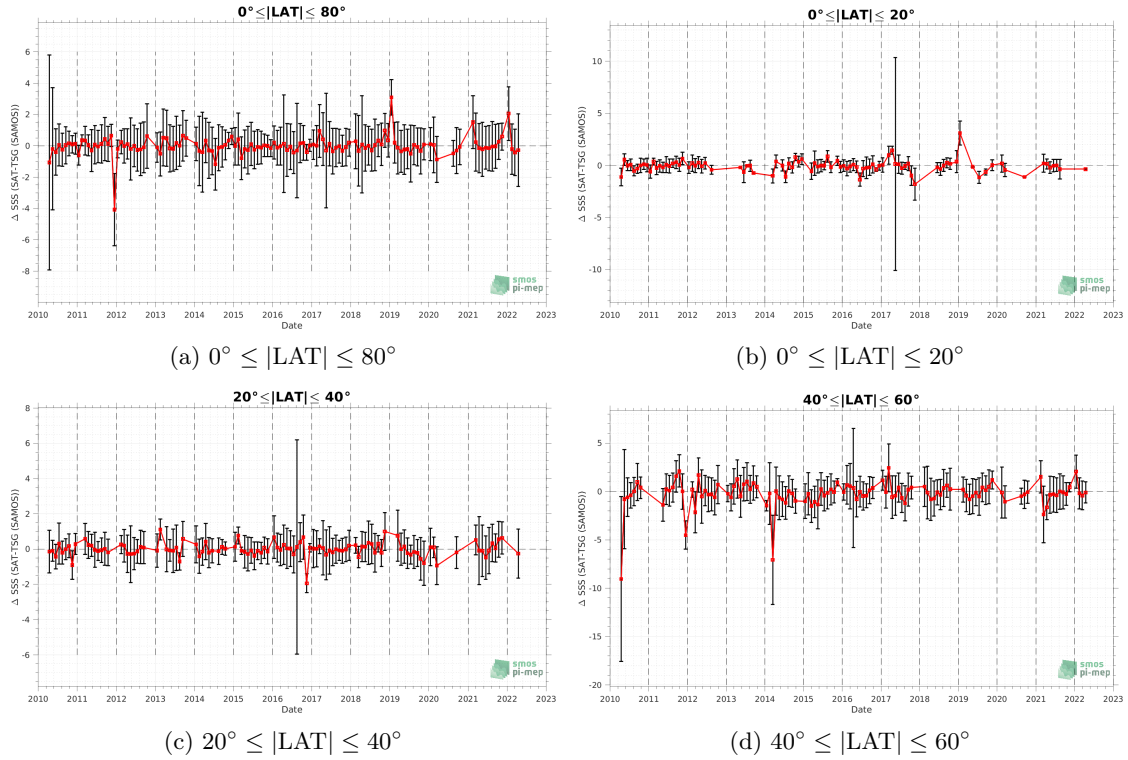 0°≤|LAT|≤ 80°
Δ SSS (SAT-TSG (SAMOS))
6
4
2
0
-2
-4
-6
-8
2010 2011 2012 2013 2014 2015 2016 2017 2018 2019 2020 2021 2022 2023
Date
smos
pi-mep
(a) 0° ≤ |LAT| ≤ 80°
0°≤|LAT|≤ 20°
Δ SSS (SAT-TSG (SAMOS))
10
5
0
-5
-10
2010 2011 2012 2013 2014 2015 2016 2017 2018 2019 2020 2021 2022 2023
Date
smos
pi-mep
(b) 0° ≤ |LAT| ≤ 20°
20°≤|LAT|≤ 40°
Δ SSS (SAT-TSG (SAMOS))
8
6
4
2
0
-2
-4
-6
2010 2011 2012 2013 2014 2015 2016 2017 2018 2019 2020 2021 2022 2023
Date
smos
pi-mep
(c) 20° ≤ |LAT| ≤ 40°
40°≤|LAT|≤ 60°
Δ SSS (SAT-TSG (SAMOS))
5
0
-5
-10
-15
-20
2010 2011 2012 2013 2014 2015 2016 2017 2018 2019 2020 2021 2022 2023
Date
smos
pi-mep
(d) 40° ≤ |LAT| ≤ 60°